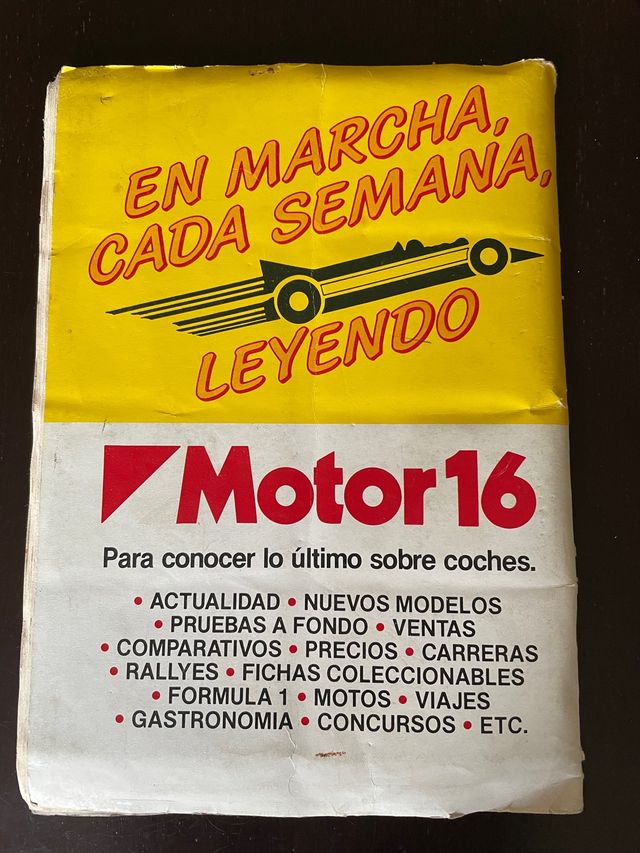 EN MARCHA,
CADA SEMANA,
LEYENDO
Motor 16
Para conocer lo último sobre coches.
• ACTUALIDAD • NUEVOS MODELOS
• PRUEBAS A FONDO • VENTAS
• COMPARATIVOS • PRECIOS • CARRERAS
• RALLYES • FICHAS COLECCIONABLES
• FORMULA 1 • MOTOS • VIAJES
• GASTRONOMIA • CONCURSOS • ETC.